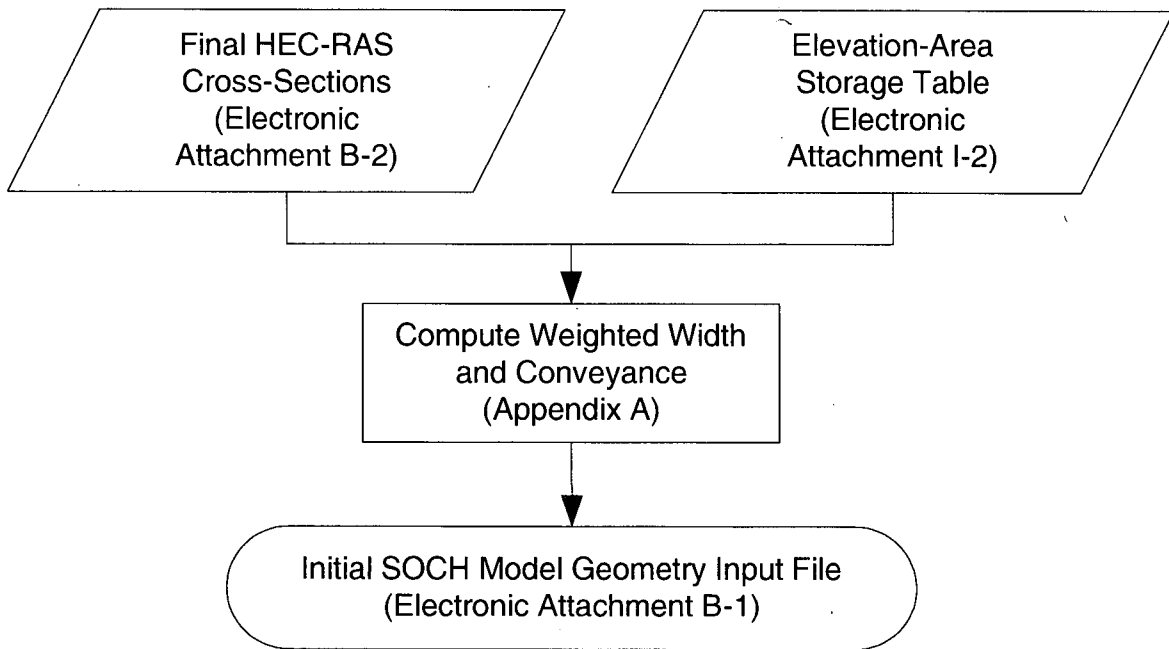 Final HEC-RAS
Cross-Sections
(Electronic
Attachment B-2)
Elevation-Area
Storage Table
(Electronic
Attachment I-2)
Compute Weighted Width
and Conveyance
(Appendix A)
Initial SOCH Model Geometry Input File
(Electronic Attachment B-1)